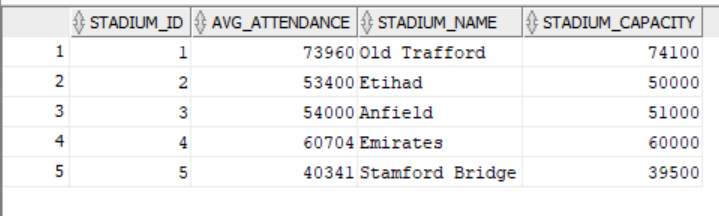 STADIUM_ID AVG_ATTENDANCE STADIUM_NAME STADIUM_CAPACITY
1 1 73960 Old Trafford 74100
2 2 53400 Etihad 50000
3 3 54000 Anfield 51000
4 4 60704 Emirates 60000
5 5 40341 Stamford Bridge 39500